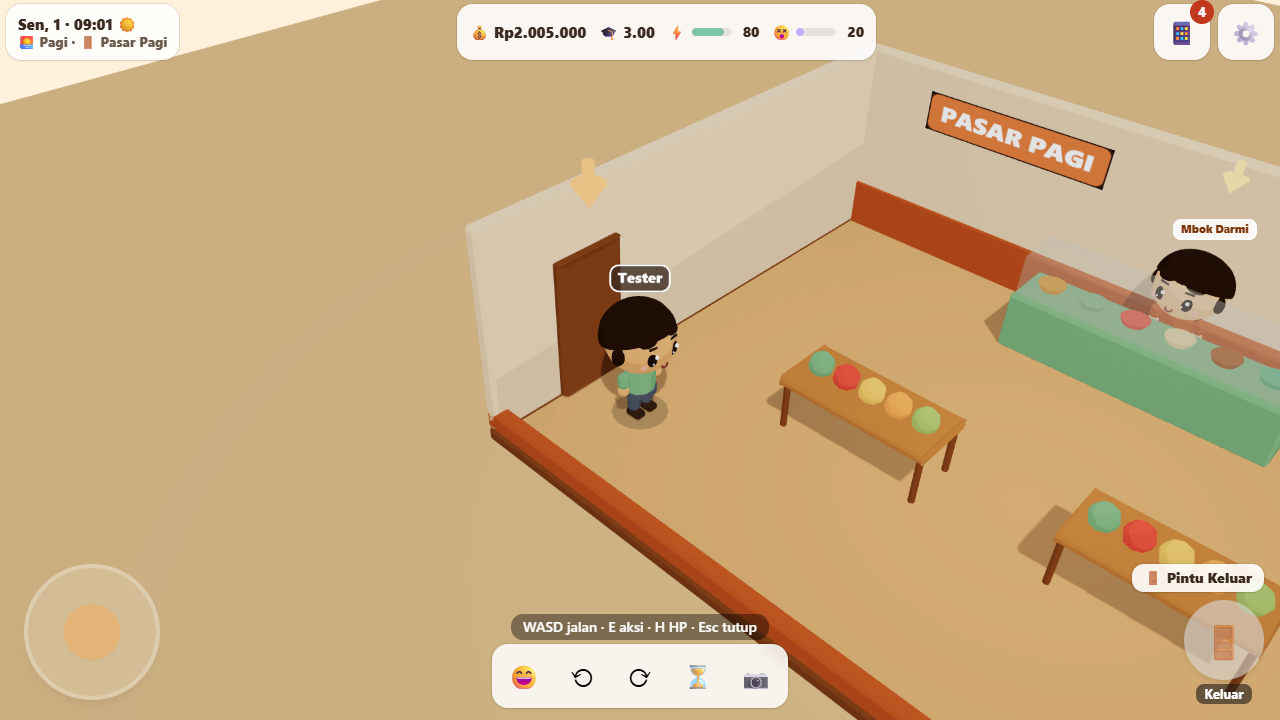 Sen, 1 · 09:01
Pagi · Pasar Pagi
Rp2.005.000
3.00
80
20
4
PASAR PAGI
Mbok Darmi
Tester
Pintu Keluar
WASD jalan · E aksi · H HP · Esc tutup
Keluar